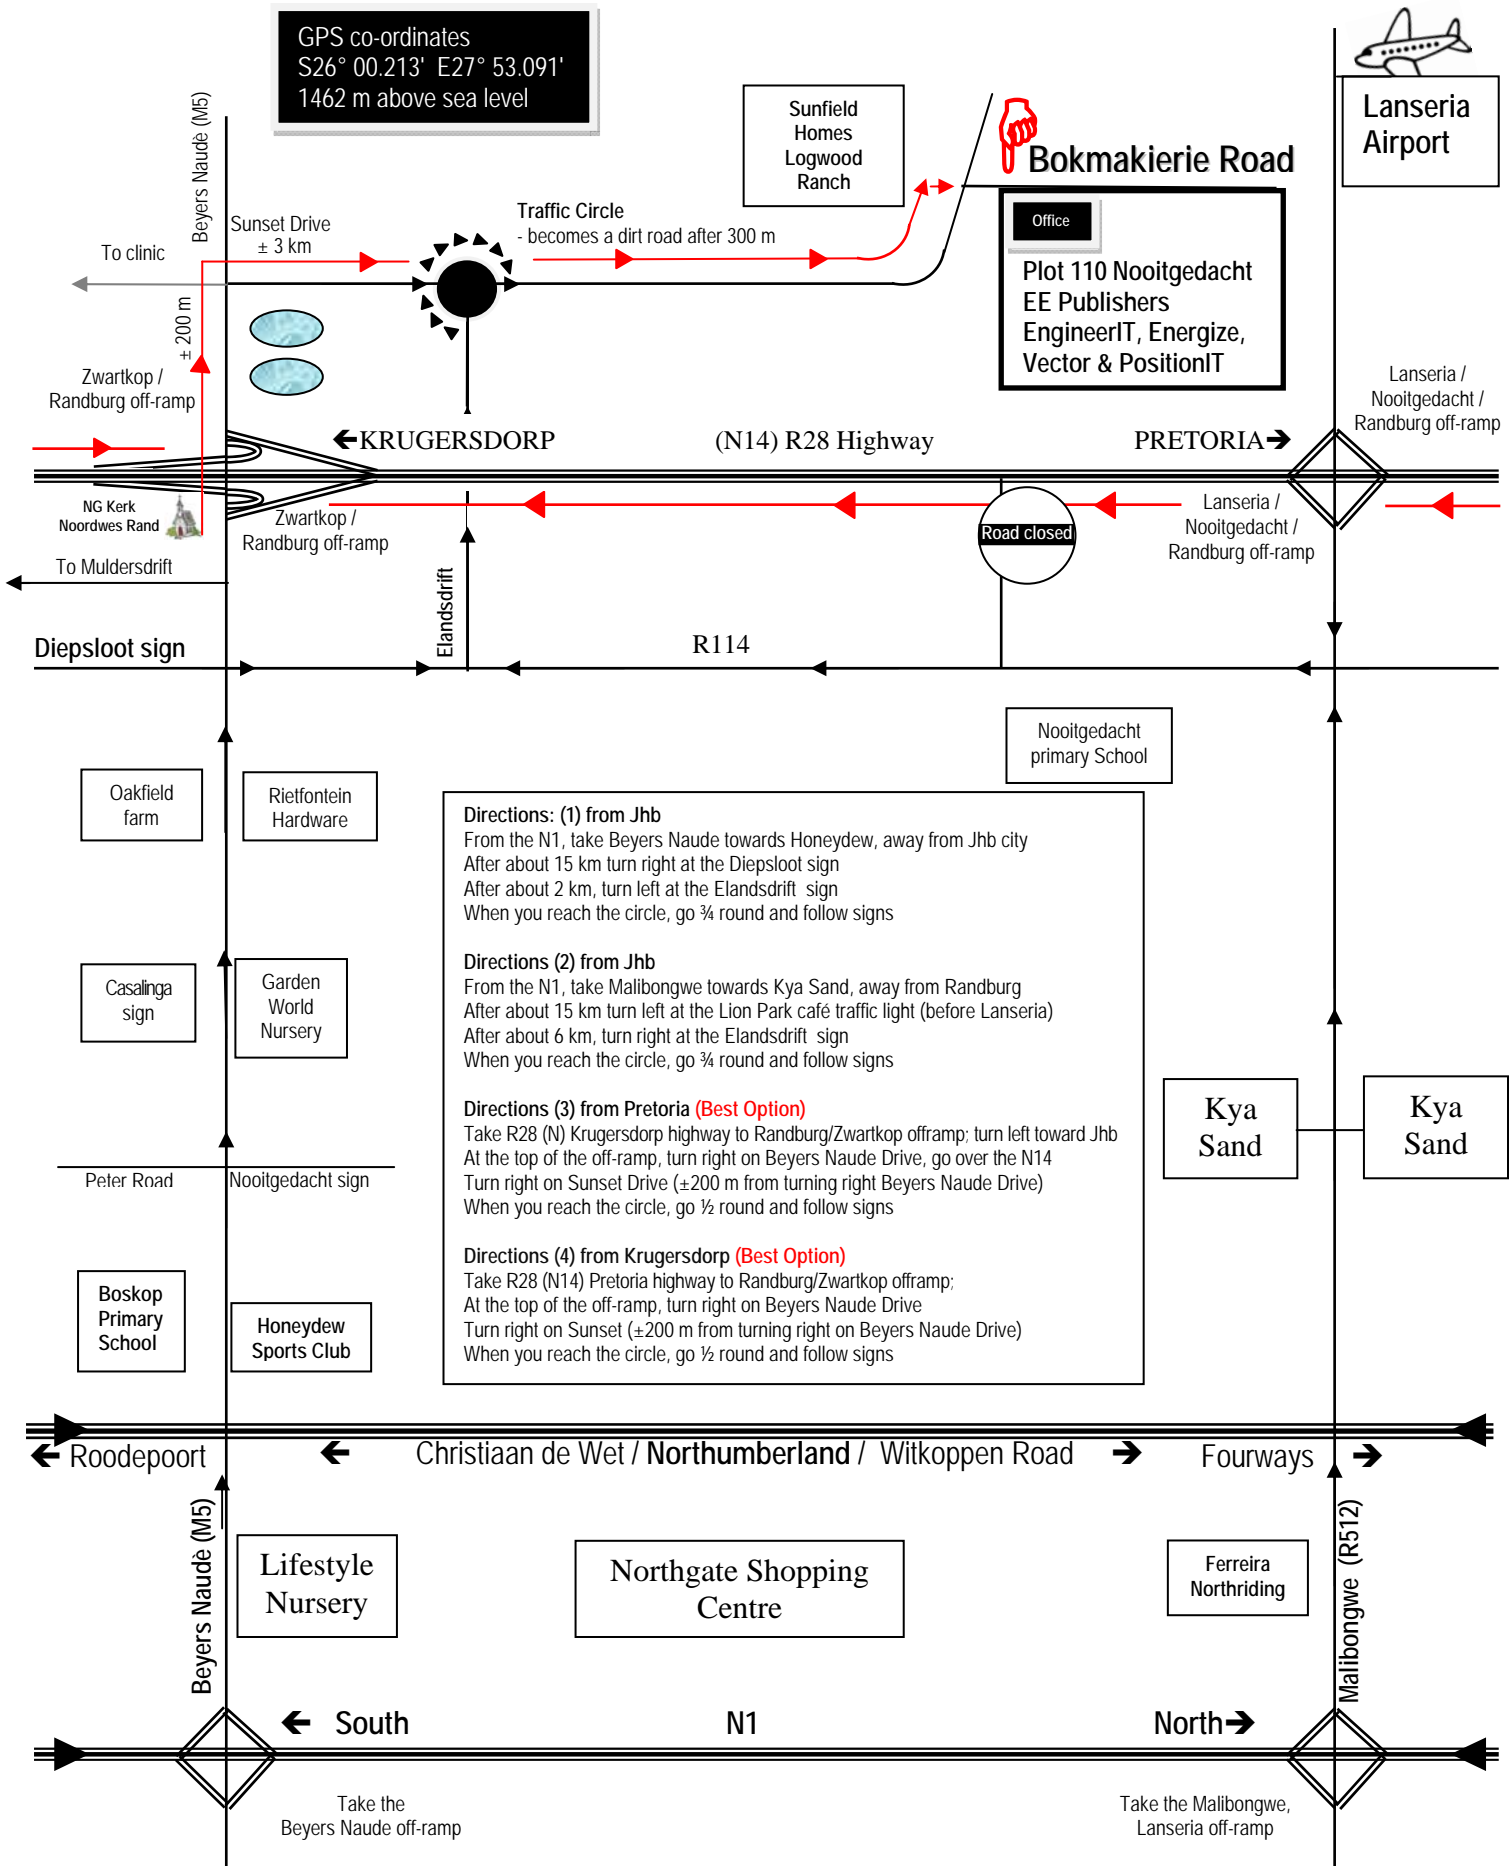 GPS co-ordinates
S26° 00.213' E27° 53.091'
1462 m above sea level
Lanseria
Airport
Sunfield
Homes
Logwood
Ranch
Bokmakierie Road
Beyers Naudè (M5)
Sunset Drive
± 3 km
Traffic Circle
- becomes a dirt road after 300 m
To clinic
± 200 m
Office
Plot 110 Nooitgedacht
EE Publishers
EngineerIT, Energize,
Vector & PositionIT
Zwartkop /
Randburg off-ramp
Lanseria /
Nooitgedacht /
Randburg off-ramp
KRUGERSDORP
(N14) R28 Highway
PRETORIA
NG Kerk
Noordwes Rand
Zwartkop /
Randburg off-ramp
Road closed
Lanseria /
Nooitgedacht /
Randburg off-ramp
To Muldersdrift
Elandsdrift
Diepsloot sign
R114
Nooitgedacht
primary School
Oakfield
farm
Rietfontein
Hardware
Casalinga
sign
Garden
World
Nursery
Directions: (1) from Jhb
From the N1, take Beyers Naude towards Honeydew, away from Jhb city
After about 15 km turn right at the Diepsloot sign
After about 2 km, turn left at the Elandsdrift sign
When you reach the circle, go ¾ round and follow signs
Directions (2) from Jhb
From the N1, take Malibongwe towards Kya Sand, away from Randburg
After about 15 km turn left at the Lion Park café traffic light (before Lanseria)
After about 6 km, turn right at the Elandsdrift sign
When you reach the circle, go ¾ round and follow signs
Directions (3) from Pretoria (Best Option)
Take R28 (N) Krugersdorp highway to Randburg/Zwartkop offramp; turn left toward Jhb
At the top of the off-ramp, turn right on Beyers Naude Drive, go over the N14
Turn right on Sunset Drive (±200 m from turning right Beyers Naude Drive)
When you reach the circle, go ½ round and follow signs
Directions (4) from Krugersdorp (Best Option)
Take R28 (N14) Pretoria highway to Randburg/Zwartkop offramp;
At the top of the off-ramp, turn right on Beyers Naude Drive
Turn right on Sunset (±200 m from turning right on Beyers Naude Drive)
When you reach the circle, go ½ round and follow signs
Kya
Sand
Kya
Sand
Peter Road
Nooitgedacht sign
Boskop
Primary
School
Honeydew
Sports Club
Roodepoort
Christiaan de Wet / Northumberland / Witkoppen Road
Fourways
Beyers Naudè (M5)
Lifestyle
Nursery
Northgate Shopping
Centre
Ferreira
Northriding
Malibongwe (R512)
South
N1
North
Take the
Beyers Naude off-ramp
Take the Malibongwe,
Lanseria off-ramp